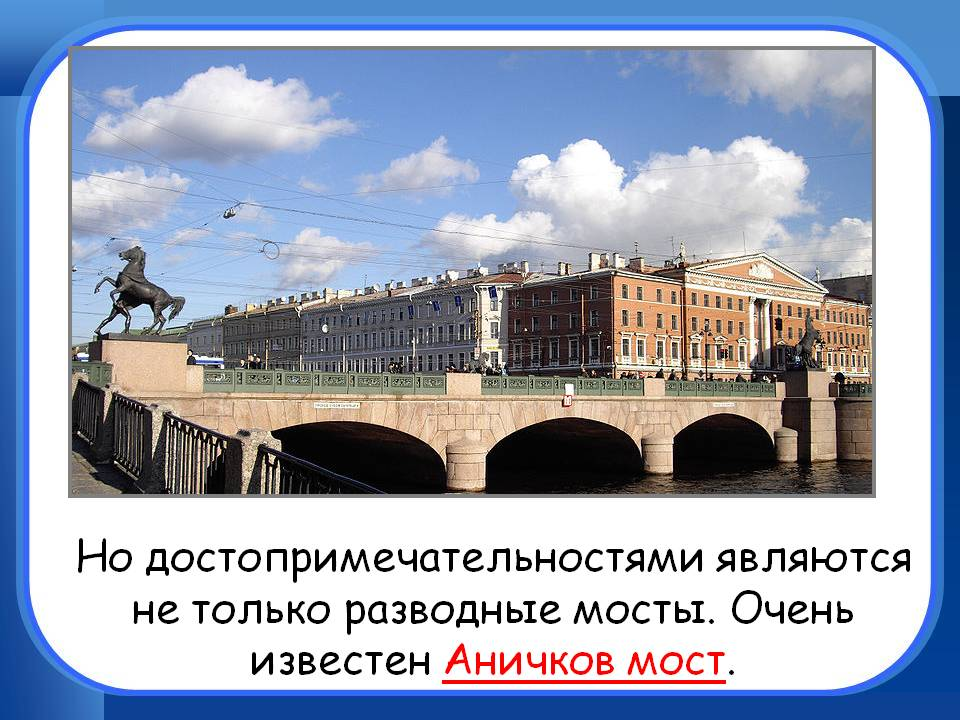 Но достопримечательностями являются
не только разводные мосты. Очень
известен Аничков мост.